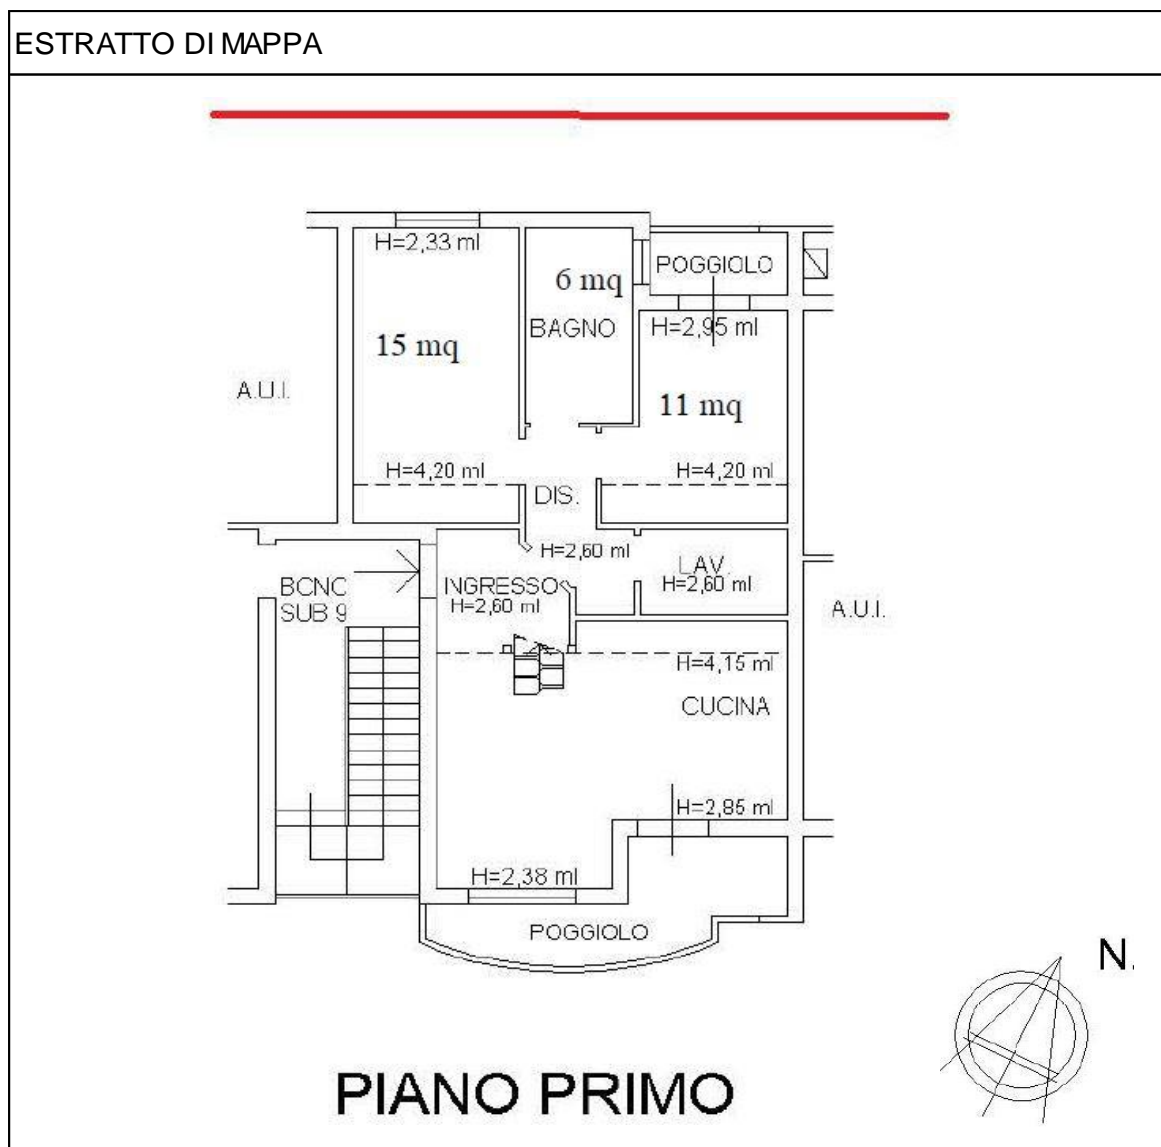 ESTRATTO DI MAPPA
H=2,33 ml
POGGIOLO
6 mq
BAGNO
H=2,95 ml
15 mq
A.U.I.
11 mq
H=4,20 ml
H=4,20 ml
DIS.
H=2,60 ml
LAV.
H=2,60 ml
BCNC
SUB 9
INGRESSO
H=2,60 ml
A.U.I.
H=4,15 ml
CUCINA
H=2,85 ml
H=2,38 ml
POGGIOLO
N.
PIANO PRIMO